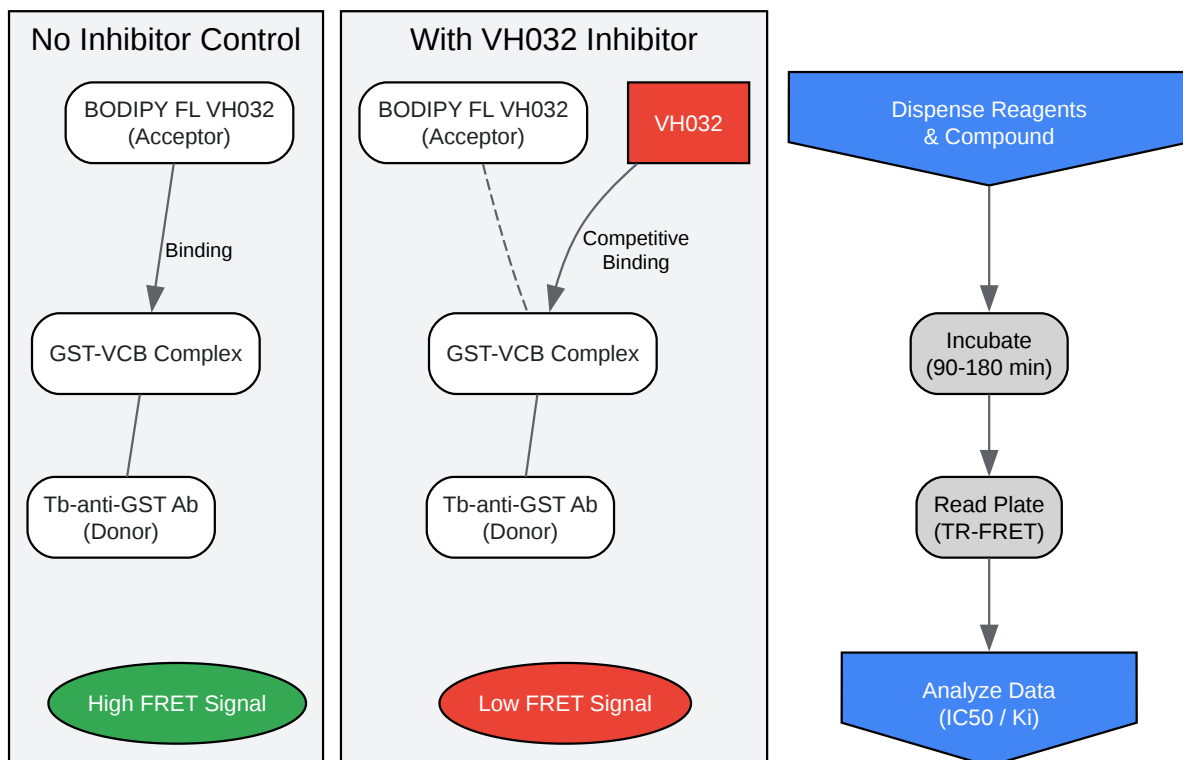 No Inhibitor Control
BODIPY FL VH032
(Acceptor)
Binding
GST-VCB Complex
Tb-anti-GST Ab
(Donor)
High FRET Signal
With VH032 Inhibitor
BODIPY FL VH032
(Acceptor)
VH032
Competitive
Binding
GST-VCB Complex
Tb-anti-GST Ab
(Donor)
Low FRET Signal
Dispense Reagents
& Compound
Incubate
(90-180 min)
Read Plate
(TR-FRET)
Analyze Data
(IC50 / Ki)